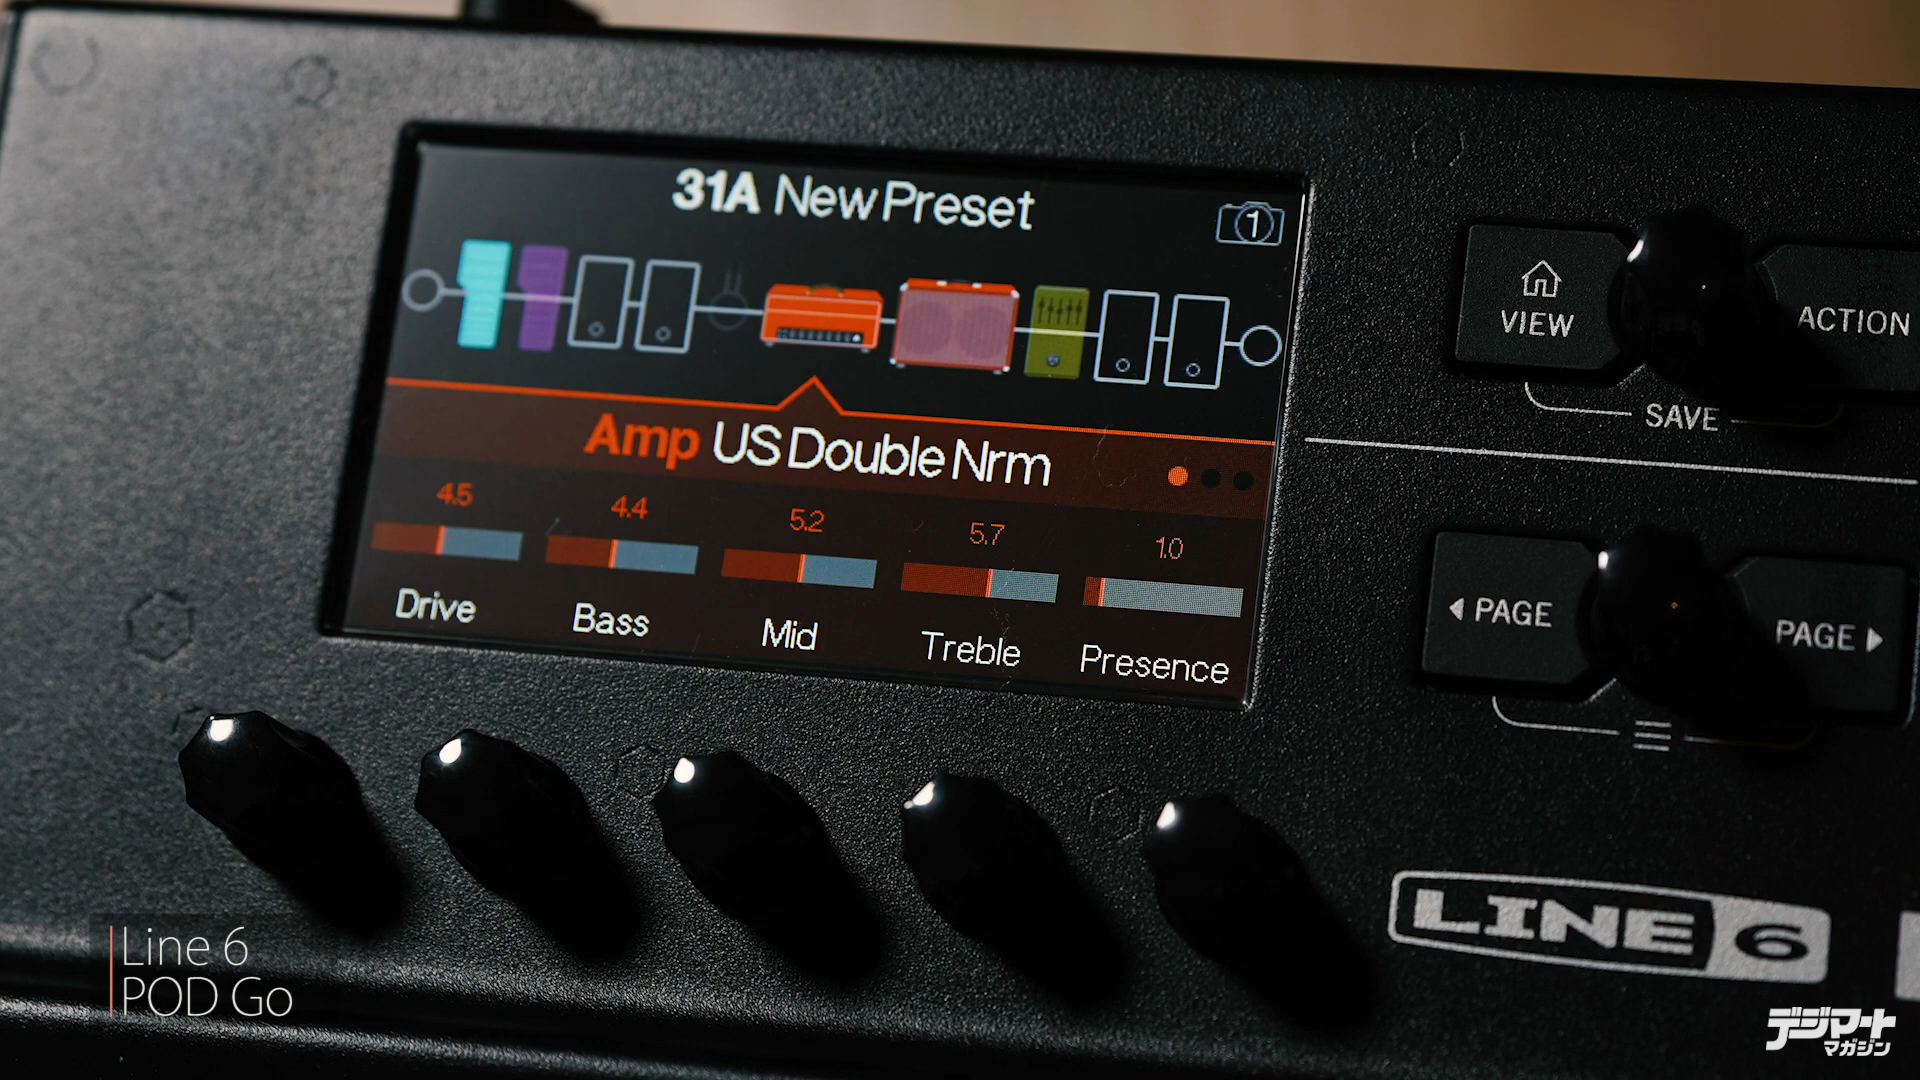 31A New Preset
1
VIEW
ACTION
SAVE
Amp US Double Nrm
4.5 4.4 5.2 5.7 1.0
Drive Bass Mid Treble Presence
◀ PAGE
PAGE ▶
LINE 6
Line 6
POD Go
デジマート
マガジン